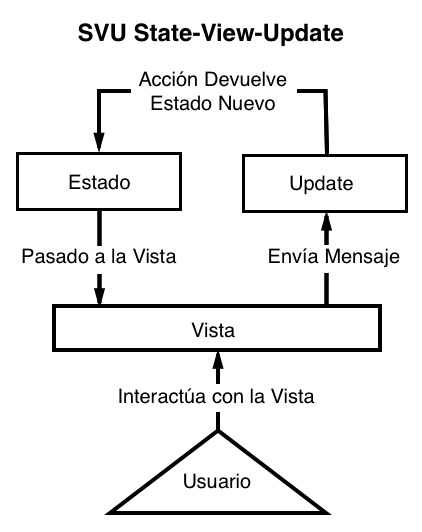 SVU State-View-Update
Acción Devuelve
Estado Nuevo
Estado
Update
Pasado a la Vista
Envía Mensaje
Vista
Interactúa con la Vista
Usuario